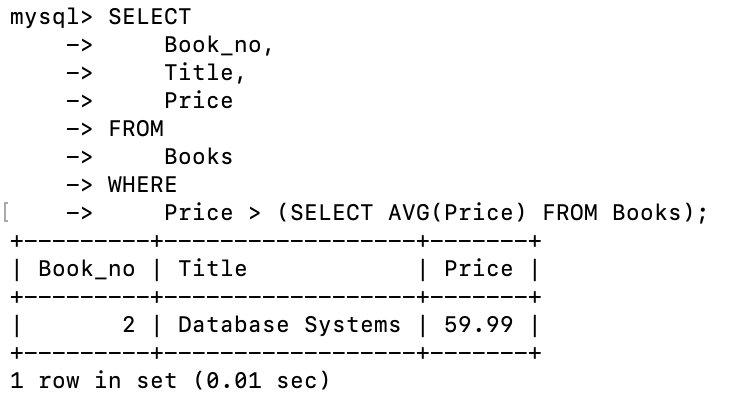 mysql> SELECT
    ->     Book_no,
    ->     Title,
    ->     Price
    -> FROM
    ->     Books
    -> WHERE
[   ->     Price > (SELECT AVG(Price) FROM Books);
+---------+------------------+-------+
| Book_no | Title            | Price |
+---------+------------------+-------+
|       2 | Database Systems | 59.99 |
+---------+------------------+-------+
1 row in set (0.01 sec)